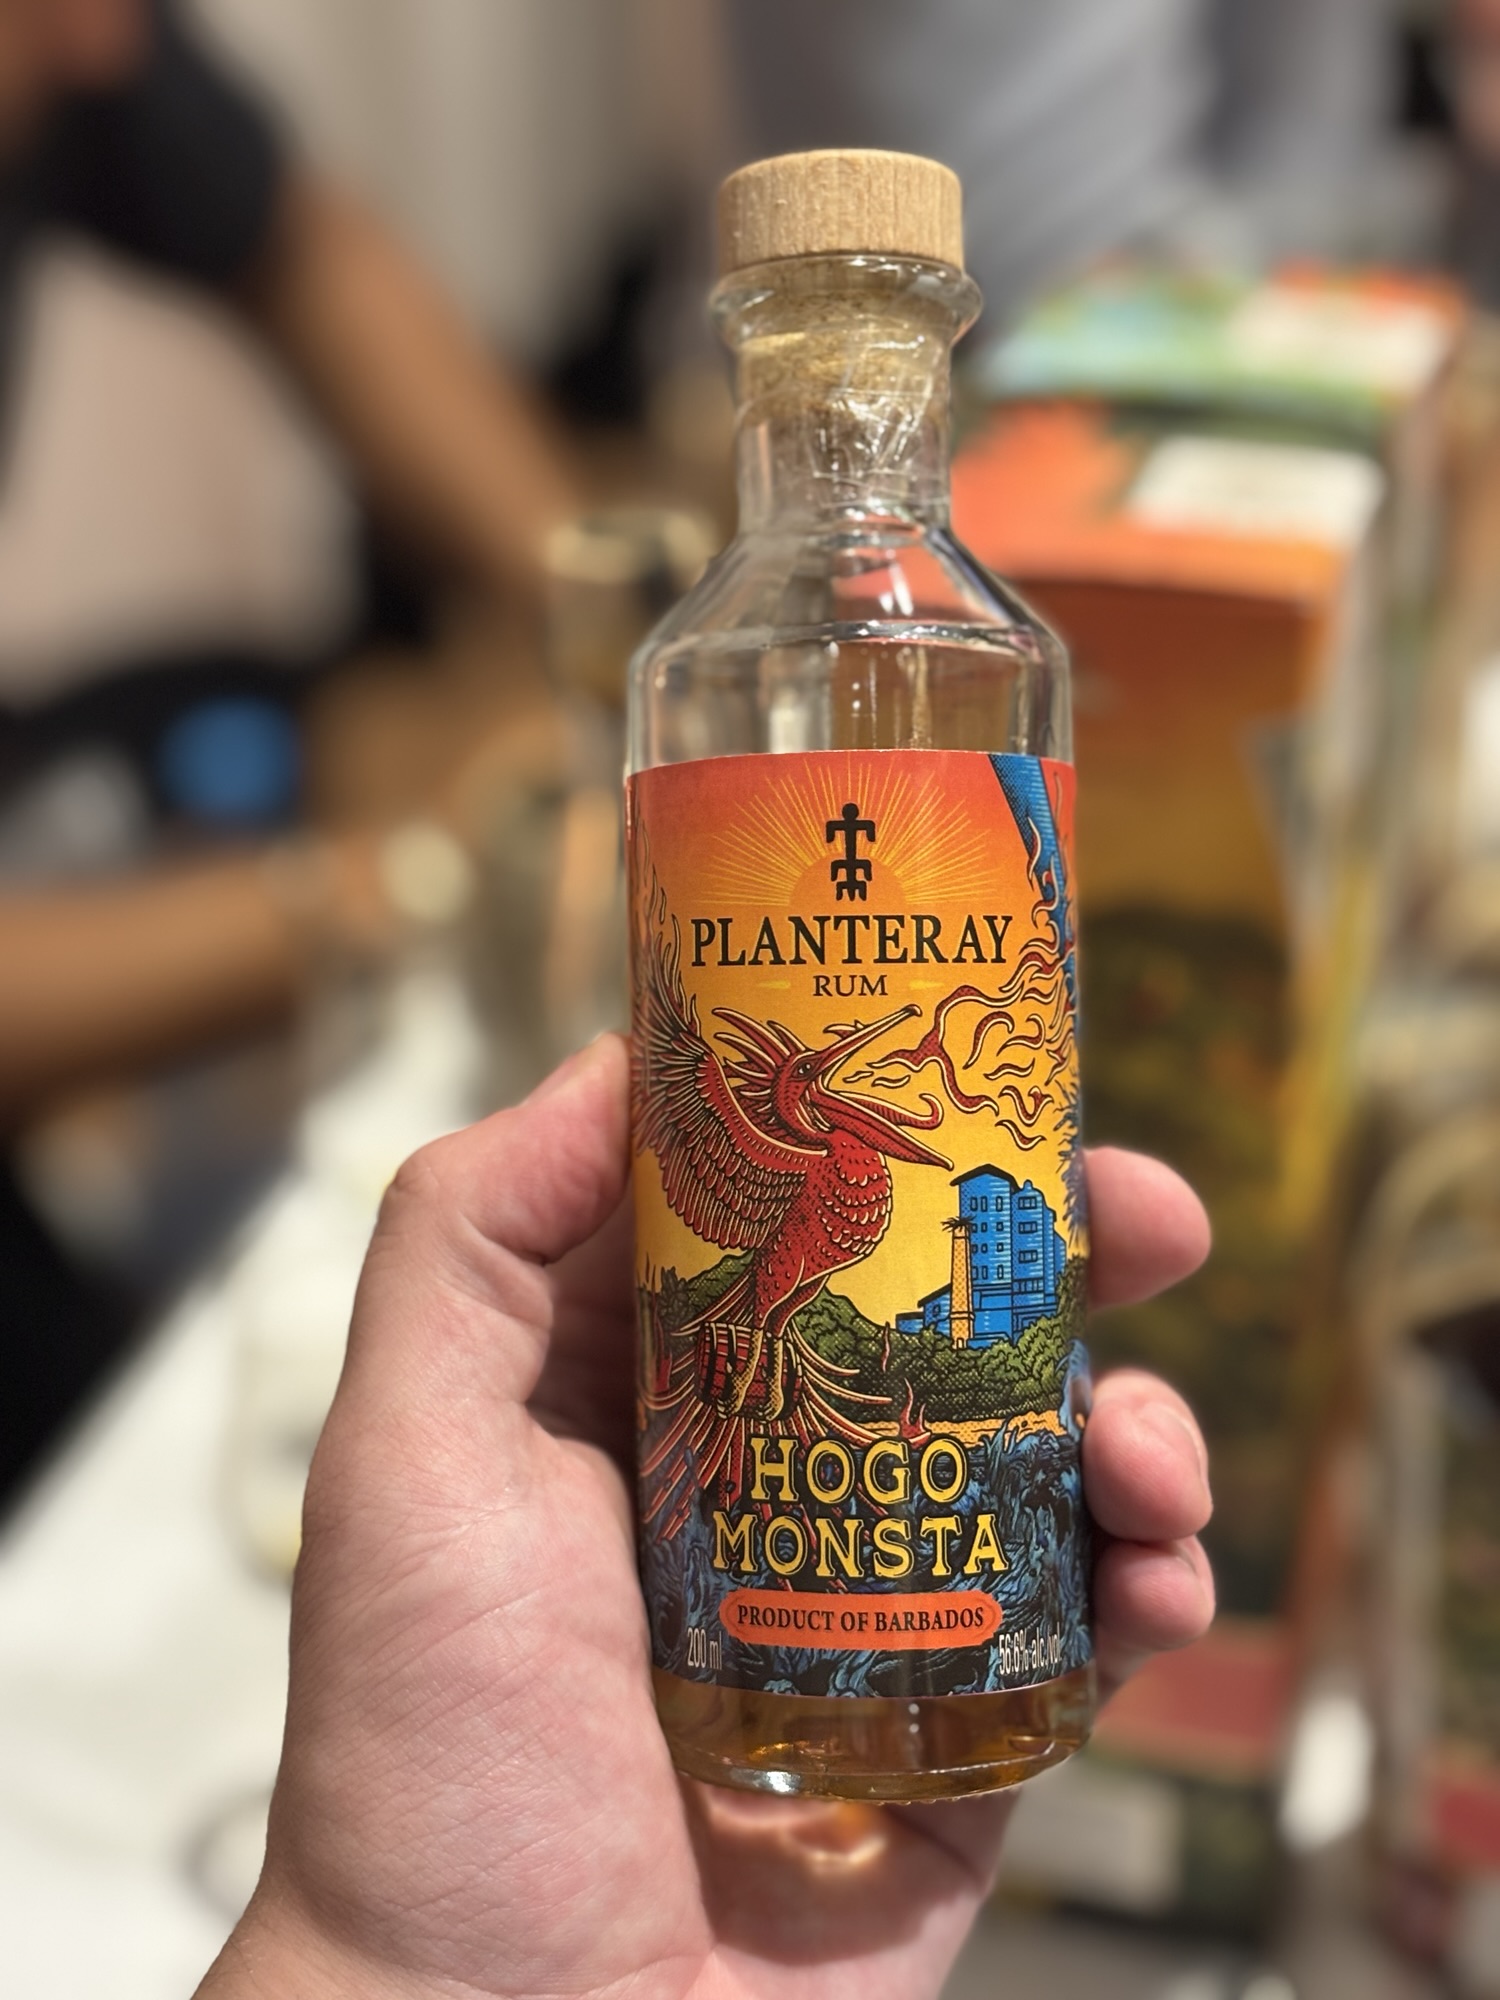 PLANTERAY
RUM
HOGO
MONSTA
PRODUCT OF BARBADOS
200 ml
56.6% alc./vol.